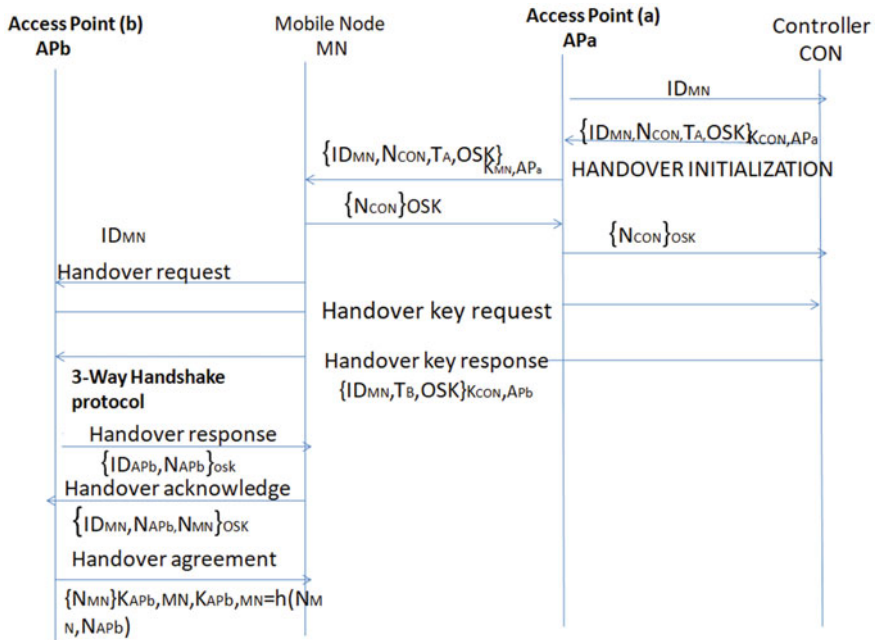 Access Point (b)
APb
Mobile Node
MN
Access Point (a)
APa
Controller
CON
IDMN
{IDMN,NCON,TA,OSK}KCON,APa
{IDMN,NCON,TA,OSK}KMN,APa
HANDOVER INITIALIZATION
{NCON}OSK
IDMN
{NCON}OSK
Handover request
Handover key request
Handover key response
3-Way Handshake
protocol
{IDMN,TB,OSK}KCON,APb
Handover response
{IDAPb,NAPb}osk
Handover acknowledge
{IDMN,NAPb,NMN}OSK
Handover agreement
{NMN}KAPb,MN,KAPb,MN=h(NM
N,NAPb)